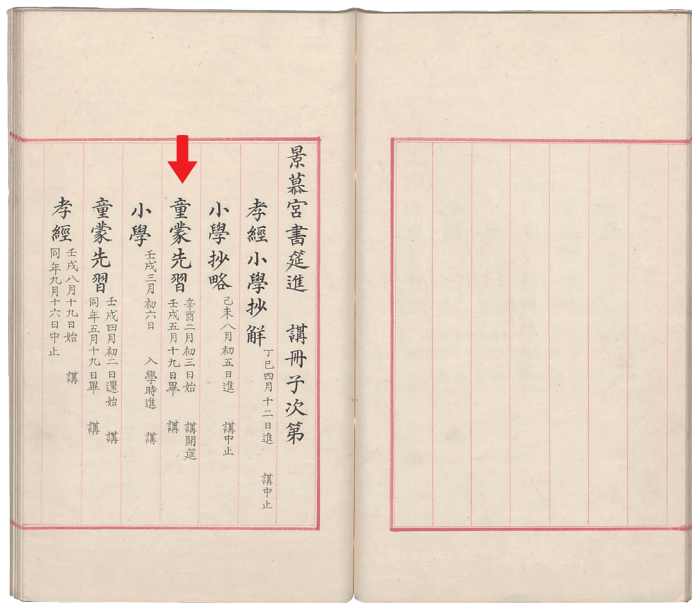 景慕宮書筵進講冊子次第
孝經小學抄解 丁巳四月十二日進講中止
小學抄略 己未八月初五日進講中止
童蒙先習 辛酉二月初三日始講開筵
壬戌五月十九日畢講
小學 壬戌三月初六日入學時進講
童蒙先習 壬戌四月初二日還始講
同年五月十九日畢講
孝經 壬戌八月十九日始講
同年九月十六日中止